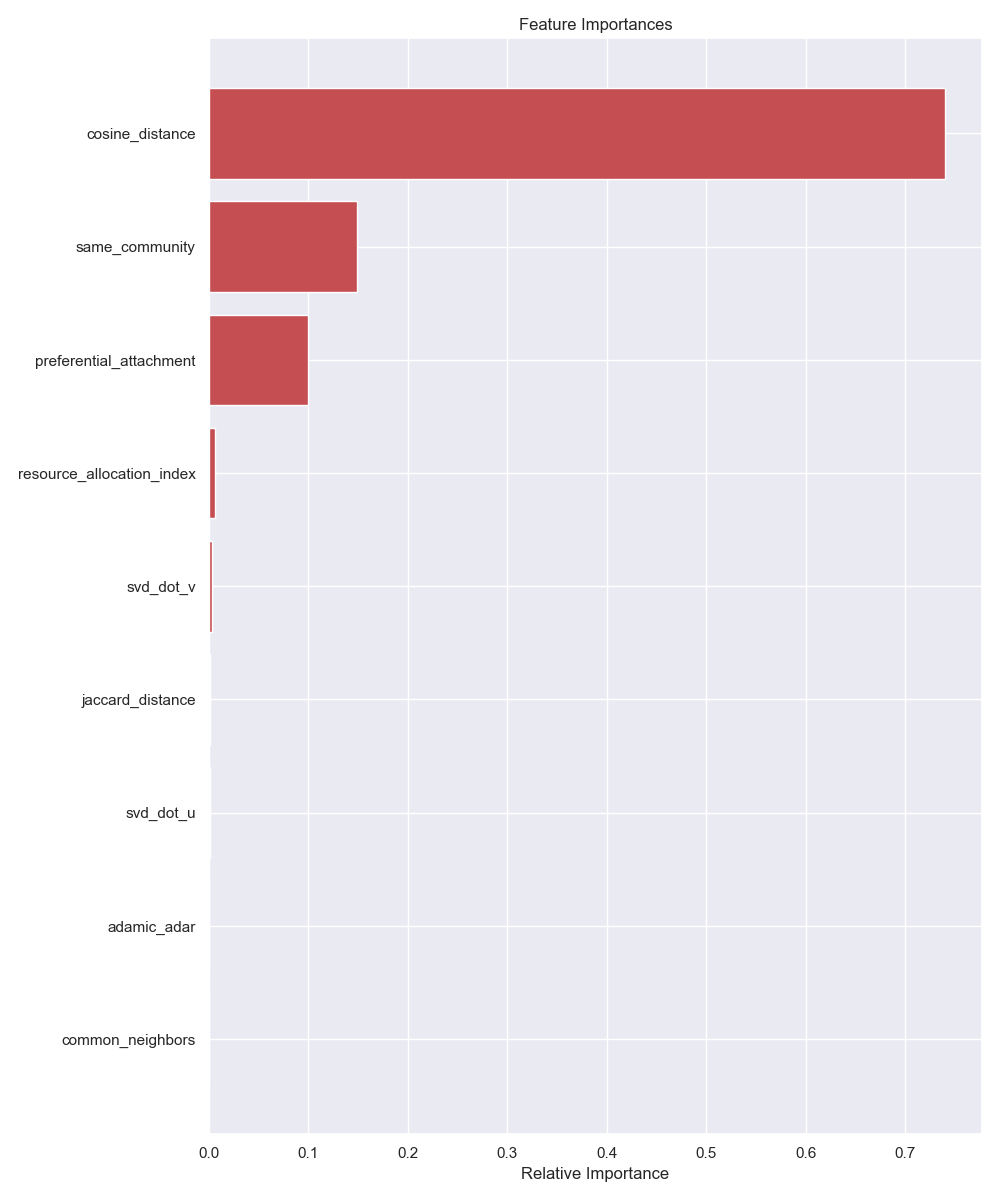 Feature Importances
cosine_distance
same_community
preferential_attachment
resource_allocation_index
svd_dot_v
jaccard_distance
svd_dot_u
adamic_adar
common_neighbors
0.0 0.1 0.2 0.3 0.4 0.5 0.6 0.7
Relative Importance